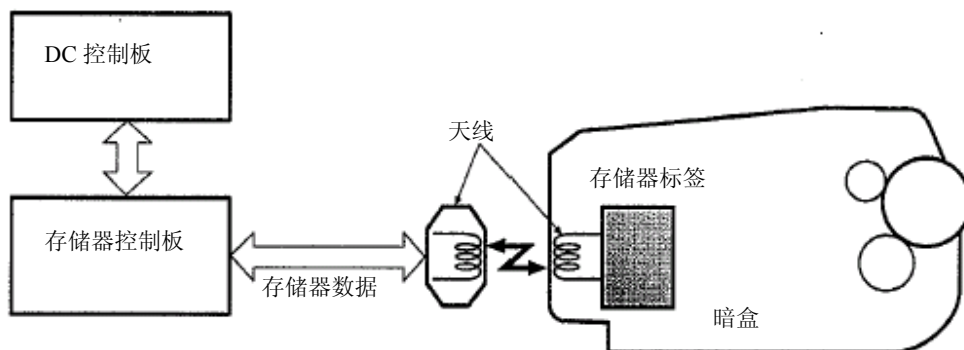 DC 控制板
天线
存储器标签
存储器控制板
存储器数据
暗盒